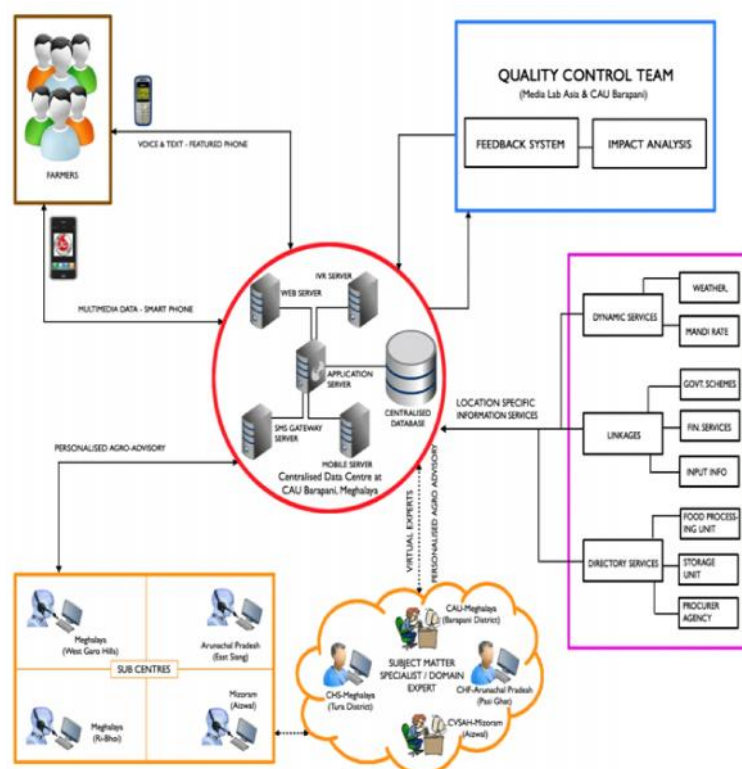 FARMERS
VOICE & TEXT - FEATURED PHONE
MULTIMEDIA DATA - SMART PHONE
QUALITY CONTROL TEAM
(Media Lab Asia & CAU Barapani)
FEEDBACK SYSTEM
IMPACT ANALYSIS
IVR SERVER
WEB SERVER
APPLICATION
SERVER
CENTRALISED
DATABASE
SMS GATEWAY
SERVER
MOBILE SERVER
Centralised Data Centre at
CAU Barapani, Meghalaya
LOCATION SPECIFIC
INFORMATION SERVICES
DYNAMIC SERVICES
WEATHER,
MANDI RATE
LINKAGES
GOVT. SCHEMES
FIN. SERVICES
INPUT INFO
DIRECTORY SERVICES
FOOD PROCESS-
ING UNIT
STORAGE
UNIT
PROCURER
AGENCY
PERSONALISED AGRO-ADVISORY
VIRTUAL EXPERTS
PERSONALISED AGRO ADVISORY
Meghalaya
(West Garo Hills)
Arunachal Pradesh
(East Siang)
SUB CENTRES
Meghalaya
(Ri-Bhoi)
Mizoram
(Aizwal)
CAU-Meghalaya
(Barapani District)
SUBJECT MATTER
SPECIALIST / DOMAIN
EXPERT
CHS-Meghalaya
(Tura District)
CHF-Arunachal Pradesh
(Pasi Ghat)
CVSAH-Mizoram
(Aizwal)